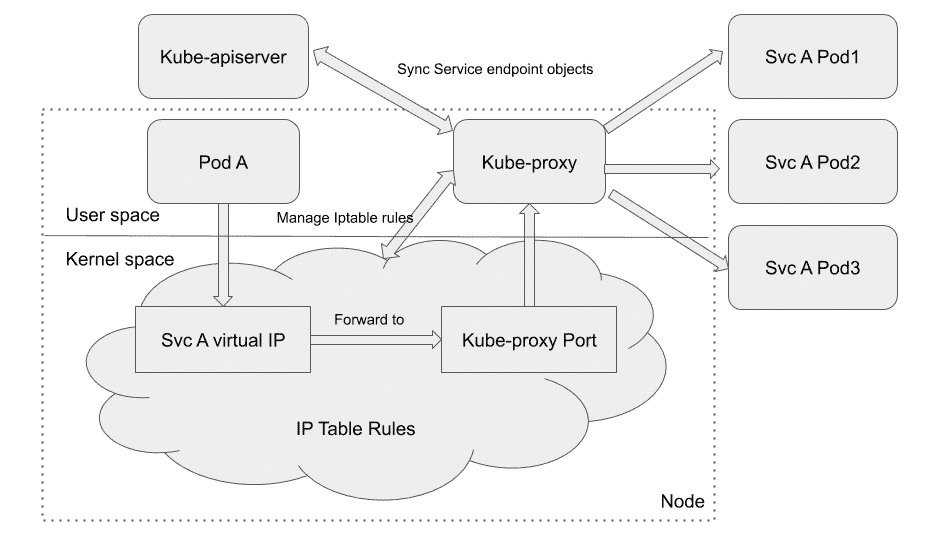 Kube-apiserver
Svc A Pod1
Sync Service endpoint objects
Pod A
Kube-proxy
Svc A Pod2
User space
Manage Iptable rules
Kernel space
Svc A Pod3
Forward to
Svc A virtual IP
Kube-proxy Port
IP Table Rules
Node